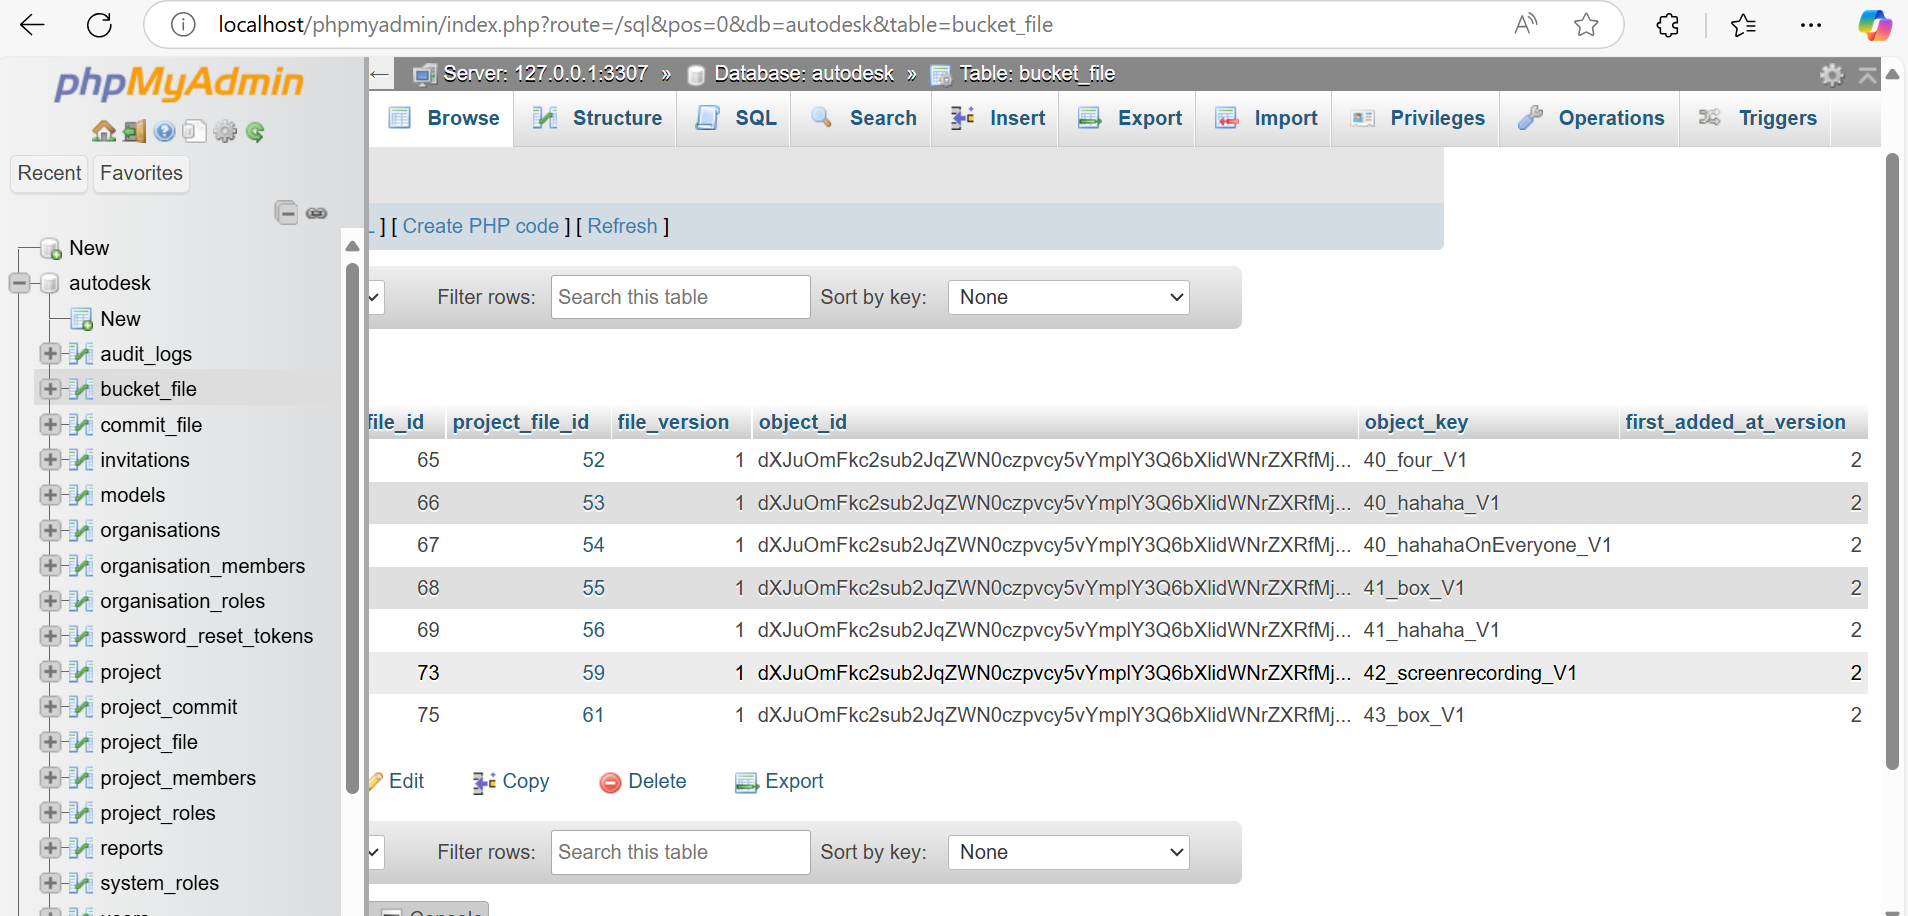 localhost/phpmyadmin/index.php?route=/sql&pos=0&db=autodesk&table=bucket_file
phpMyAdmin
Recent Favorites
New
autodesk
New
audit_logs
bucket_file
commit_file
invitations
models
organisations
organisation_members
organisation_roles
password_reset_tokens
project
project_commit
project_file
project_members
project_roles
reports
system_roles
Server: 127.0.0.1:3307 » Database: autodesk » Table: bucket_file
Browse Structure SQL Search Insert Export Import Privileges Operations Triggers
] [ Create PHP code ] [ Refresh ]
Filter rows: Search this table Sort by key: None
file_id project_file_id file_version object_id object_key first_added_at_version
65 52 1 dXJuOmFkc2sub2JqZWN0czpvcy5vYmplY3Q6bXlidWNrZXRfMj... 40_four_V1 2
66 53 1 dXJuOmFkc2sub2JqZWN0czpvcy5vYmplY3Q6bXlidWNrZXRfMj... 40_hahaha_V1 2
67 54 1 dXJuOmFkc2sub2JqZWN0czpvcy5vYmplY3Q6bXlidWNrZXRfMj... 40_hahahaOnEveryone_V1 2
68 55 1 dXJuOmFkc2sub2JqZWN0czpvcy5vYmplY3Q6bXlidWNrZXRfMj... 41_box_V1 2
69 56 1 dXJuOmFkc2sub2JqZWN0czpvcy5vYmplY3Q6bXlidWNrZXRfMj... 41_hahaha_V1 2
73 59 1 dXJuOmFkc2sub2JqZWN0czpvcy5vYmplY3Q6bXlidWNrZXRfMj... 42_screenrecording_V1 2
75 61 1 dXJuOmFkc2sub2JqZWN0czpvcy5vYmplY3Q6bXlidWNrZXRfMj... 43_box_V1 2
Edit Copy Delete Export
Filter rows: Search this table Sort by key: None
Console